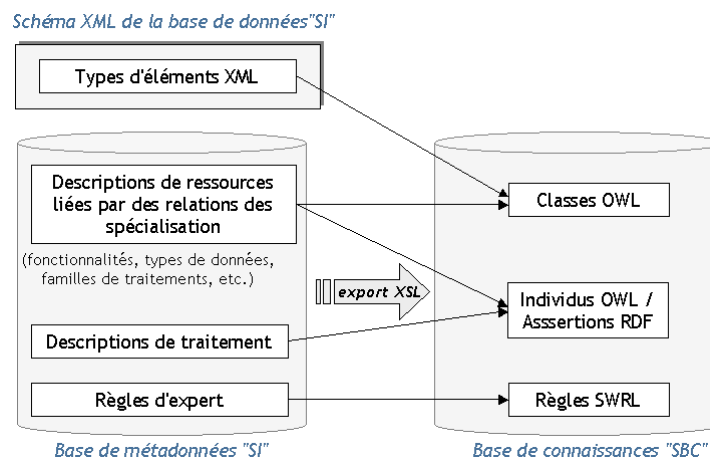 Schéma XML de la base de données"SI"
Types d'éléments XML
Descriptions de ressources
liées par des relations des
spécialisation
(fonctionnalités, types de données,
familles de traitements, etc.)
Descriptions de traitement
Règles d'expert
Base de métadonnées "SI"
export XSL
Classes OWL
Individus OWL /
Asssertions RDF
Règles SWRL
Base de connaissances "SBC"